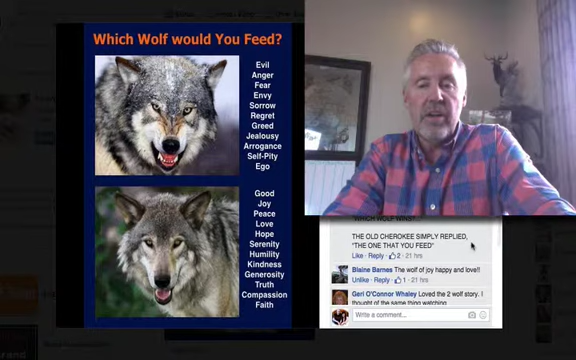 Which Wolf would You Feed?
Evil
Anger
Fear
Envy
Sorrow
Regret
Greed
Jealousy
Arrogance
Self-Pity
Ego
Good
Joy
Peace
Love
Hope
Serenity
Humility
Kindness
Generosity
Truth
Compassion
Faith
"WHICH WOLF WINS?"
THE OLD CHEROKEE SIMPLY REPLIED,
"THE ONE THAT YOU FEED"
Like · Reply · 2 · 21 hrs
Blaine Barnes The wolf of joy happy and love!!
Unlike · Reply · 1 · 21 hrs
Geri O'Connor Whaley Loved the 2 wolf story. I
thought of the same thing watching
Write a comment...